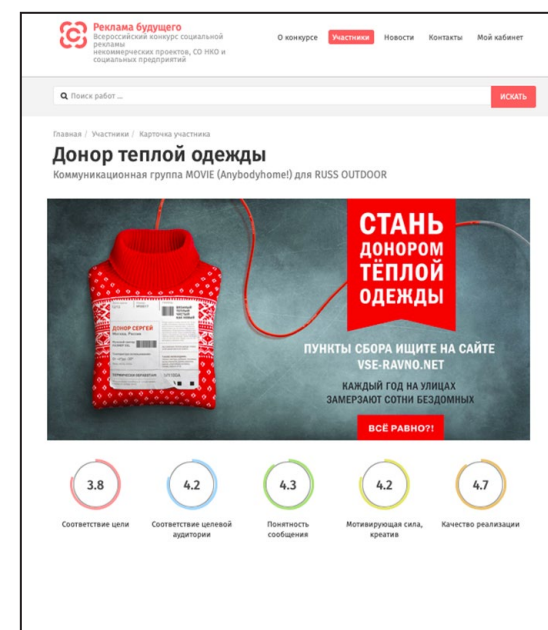 Реклама будущего
Всероссийский конкурс социальной
рекламы
некоммерческих проектов, СО НКО и
социальных предприятий
О конкурсе Участники Новости Контакты Мой кабинет
Поиск работ ...
ИСКАТЬ
Главная / Участники / Карточка участника
Донор теплой одежды
Коммуникационная группа MOVIE (Anybodyhome!) для RUSS OUTDOOR
СТАНЬ
ДОНОРОМ
ТЁПЛОЙ
ОДЕЖДЫ
ДОНОР СЕРГЕЙ
Москва, Россия
ПУНКТЫ СБОРА ИЩИТЕ НА САЙТЕ
VSE-RAVNO.NET
КАЖДЫЙ ГОД НА УЛИЦАХ
ЗАМЕРЗАЮТ СОТНИ БЕЗДОМНЫХ
ВСЁ РАВНО?!
3.8 4.2 4.3 4.2 4.7
Соответствие цели
Соответствие целевой
аудитории
Понятность
сообщения
Мотивирующая сила,
креатив
Качество реализации